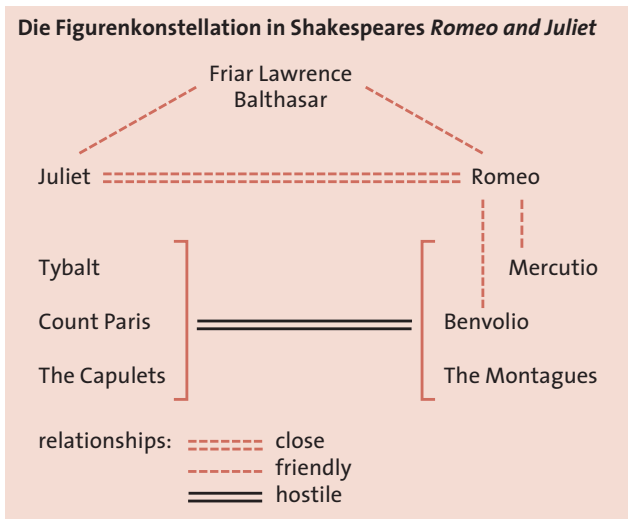 Die Figurenkonstellation in Shakespeares Romeo and Juliet
Friar Lawrence
Balthasar
Juliet
Romeo
Tybalt
Mercutio
Count Paris
Benvolio
The Capulets
The Montagues
relationships:
close
friendly
hostile